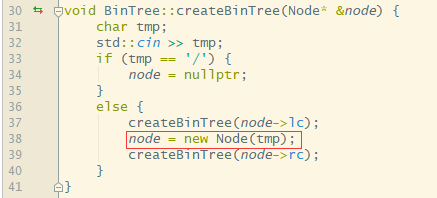 30 void BinTree::createBinTree(Node* &node) {
31 char tmp;
32 std::cin >> tmp;
33 if (tmp == '/') {
34 node = nullptr;
35 }
36 else {
37 createBinTree(node->lc);
38 node = new Node(tmp);
39 createBinTree(node->rc);
40 }
41 }